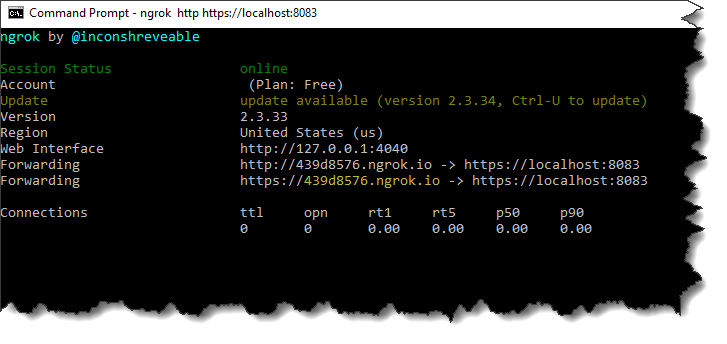 Command Prompt - ngrok  http https://localhost:8083
ngrok by @inconshreveable
Session Status online
Account (Plan: Free)
Update update available (version 2.3.34, Ctrl-U to update)
Version 2.3.33
Region United States (us)
Web Interface http://127.0.0.1:4040
Forwarding http://439d8576.ngrok.io -> https://localhost:8083
Forwarding https://439d8576.ngrok.io -> https://localhost:8083
Connections ttl opn rt1 rt5 p50 p90
0 0 0.00 0.00 0.00 0.00